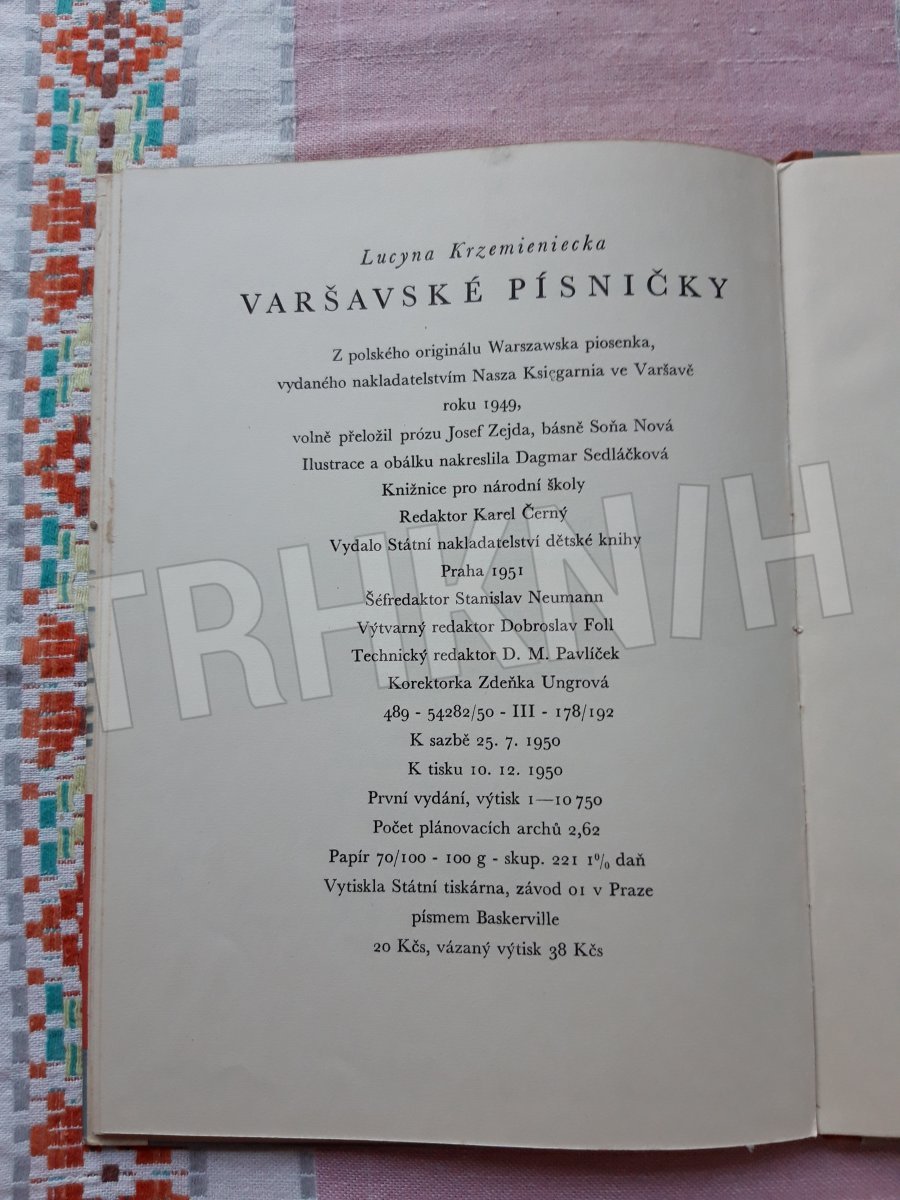 Lucyna Krzemieniecka
VARŠAVSKÉ PÍSNIČKY
Z polského originálu Warszawska piosenka,
vydaného nakladatelstvím Nasza Księgarnia ve Varšavě
roku 1949,
volně přeložil prózu Josef Zejda, básně Soňa Nová
Ilustrace a obálku nakreslila Dagmar Sedláčková
Knižnice pro národní školy
Redaktor Karel Černý
Vydalo Státní nakladatelství dětské knihy
Praha 1951
Šéfredaktor Stanislav Neumann
Výtvarný redaktor Dobroslav Foll
Technický redaktor D. M. Pavlíček
Korektorka Zdeňka Ungrová
489 - 54282/50 - III - 178/192
K sazbě 25. 7. 1950
K tisku 10. 12. 1950
První vydání, výtisk 1—10 750
Počet plánovacích archů 2,62
Papír 70/100 - 100 g - skup. 221 1% daň
Vytiskla Státní tiskárna, závod 01 v Praze
písmem Baskerville
20 Kčs, vázaný výtisk 38 Kčs
TRHKNIH